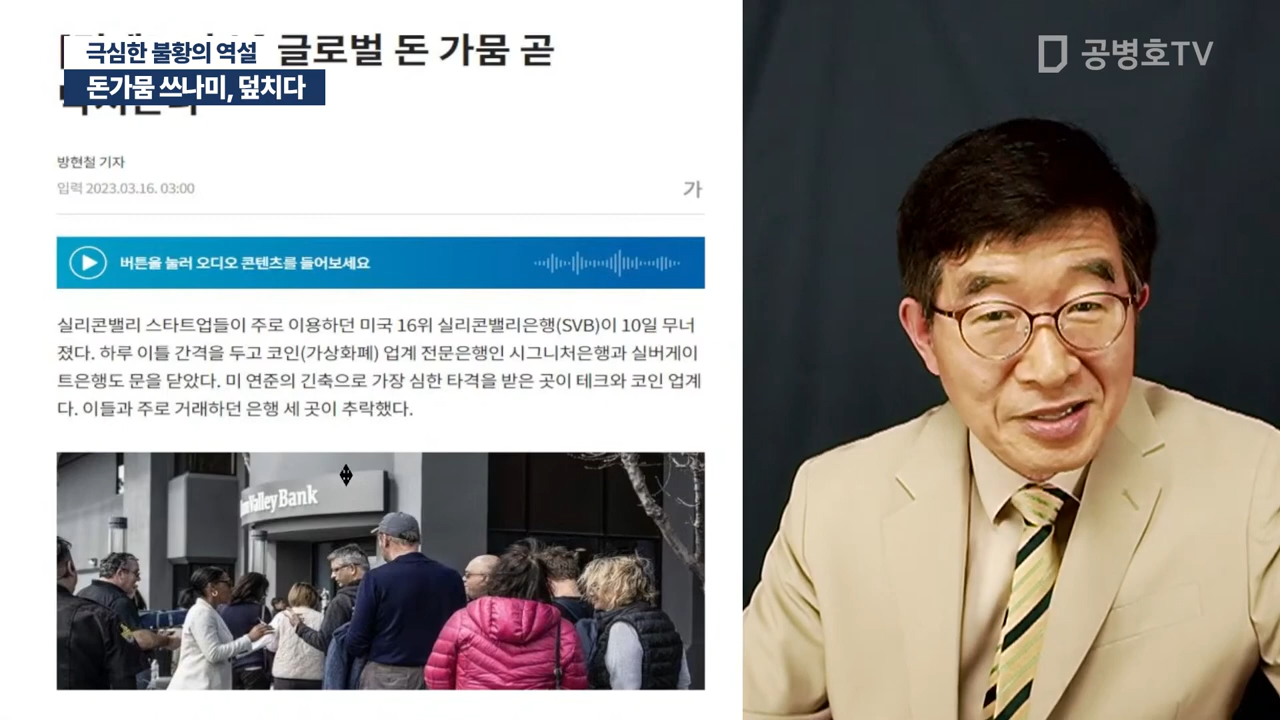 극심한 불황의 역설
글로벌 돈 가뭄 곧
돈가뭄 쓰나미, 덮치다
공병호TV
방현철 기자
입력 2023.03.16. 03:00
가
버튼을 눌러 오디오 콘텐츠를 들어보세요
실리콘밸리 스타트업들이 주로 이용하던 미국 16위 실리콘밸리은행(SVB)이 10일 무너
졌다. 하루 이틀 간격을 두고 코인(가상화폐) 업계 전문은행인 시그니처은행과 실버게이
트은행도 문을 닫았다. 미 연준의 긴축으로 가장 심한 타격을 받은 곳이 테크와 코인 업계
다. 이들과 주로 거래하던 은행 세 곳이 추락했다.
Valley Bank